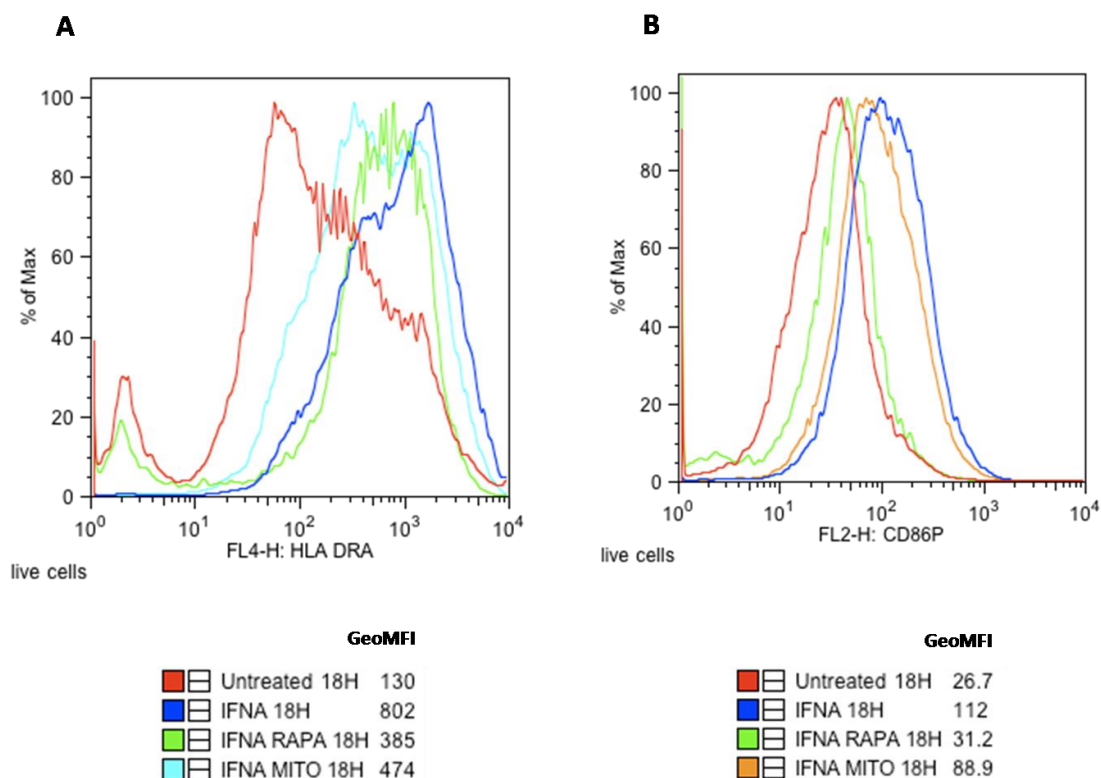 A
B
% of Max
100
80
60
40
20
0
10^0 10^1 10^2 10^3 10^4
FL4-H: HLA DRA
live cells
% of Max
100
80
60
40
20
0
10^0 10^1 10^2 10^3 10^4
FL2-H: CD86P
live cells
GeoMFI
Untreated 18H 130
IFNA 18H 802
IFNA RAPA 18H 385
IFNA MITO 18H 474
GeoMFI
Untreated 18H 26.7
IFNA 18H 112
IFNA RAPA 18H 31.2
IFNA MITO 18H 88.9